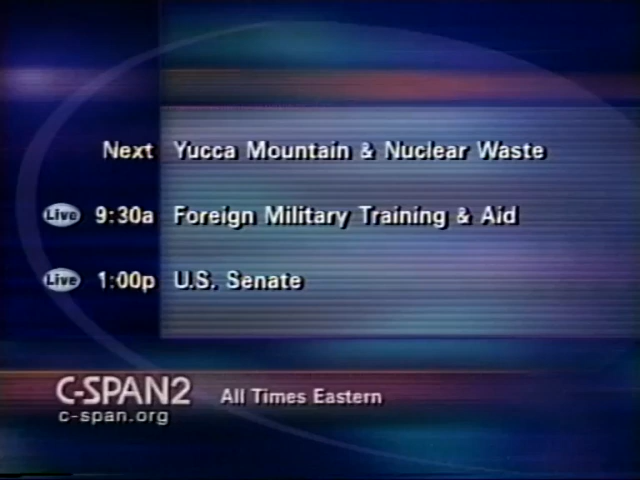 Next Yucca Mountain & Nuclear Waste
Live 9:30a Foreign Military Training & Aid
Live 1:00p U.S. Senate
C-SPAN2 All Times Eastern
c-span.org